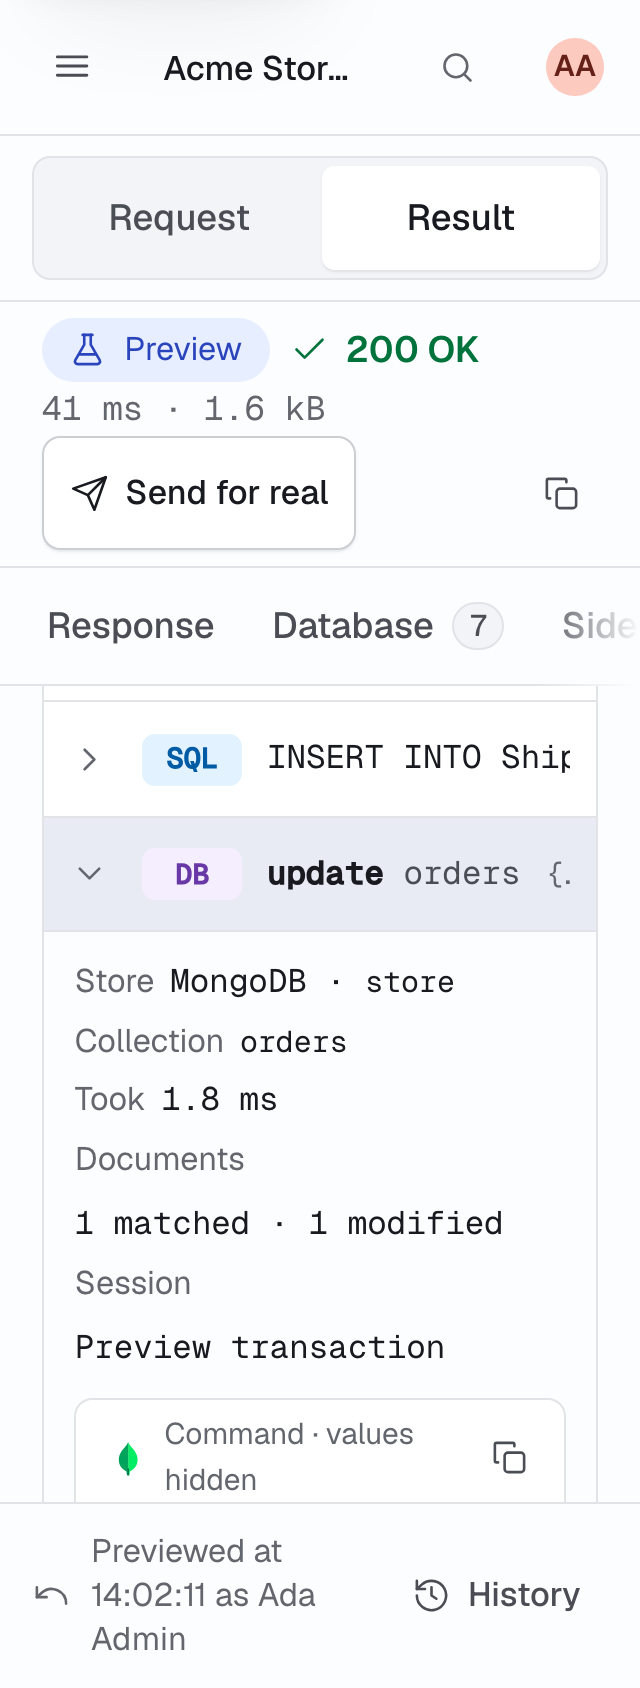 Acme Stor...
AA
Request
Result
Preview
200 OK
41 ms · 1.6 kB
Send for real
Response
Database 7
Side
SQL INSERT INTO Ship
DB update orders {.
Store MongoDB · store
Collection orders
Took 1.8 ms
Documents
1 matched · 1 modified
Session
Preview transaction
Command · values
hidden
Previewed at
14:02:11 as Ada
Admin
History